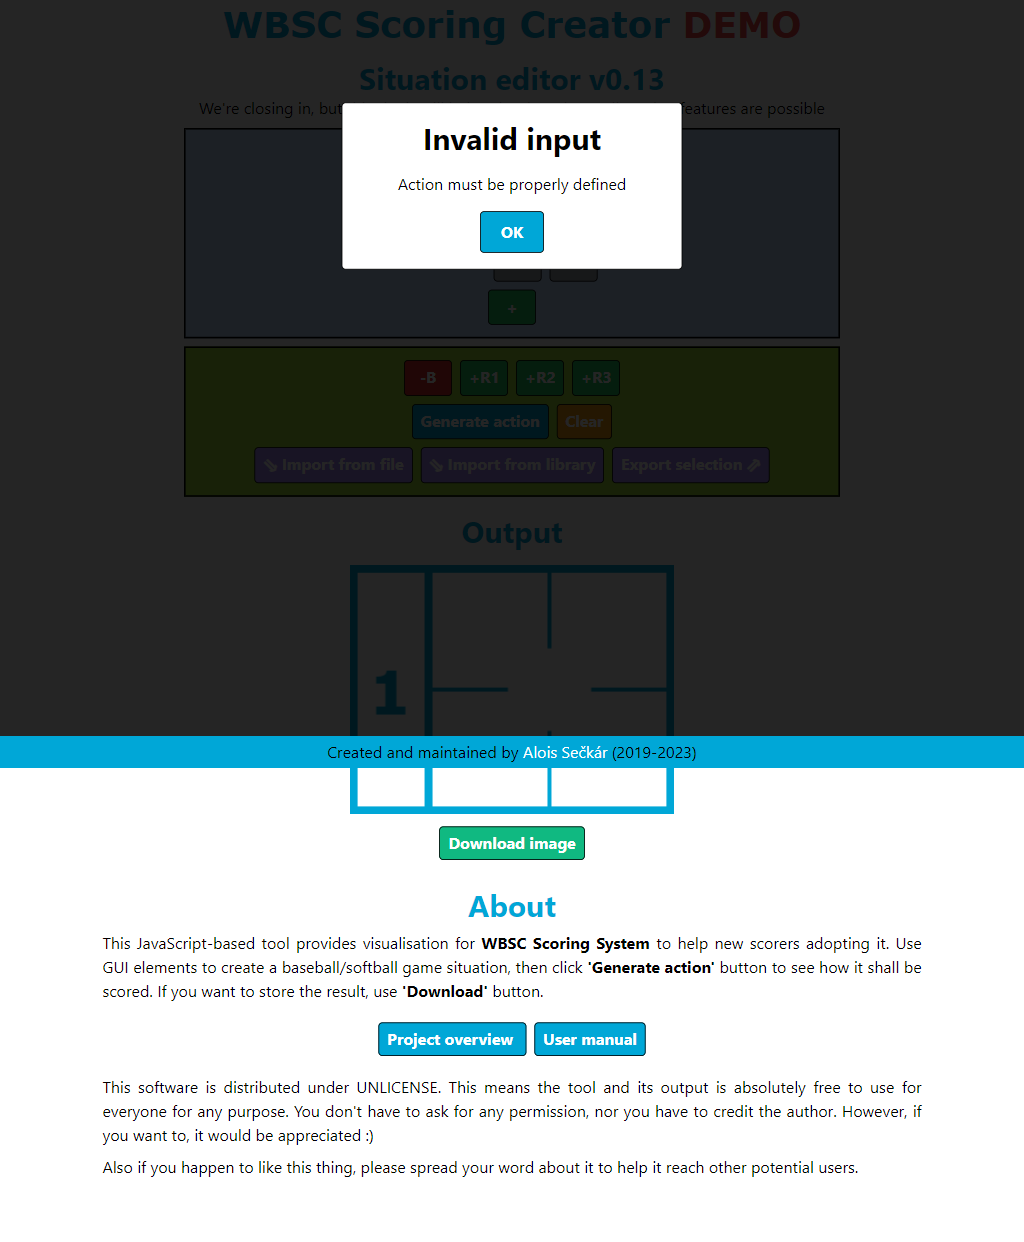 WBSC Scoring Creator DEMO
Situation editor v0.13
We're closing in, but
features are possible
Invalid input
Action must be properly defined
OK
+
-B +R1 +R2 +R3
Generate action Clear
Import from file Import from library Export selection
Output
1
Created and maintained by Alois Sečkár (2019-2023)
Download image
About
This JavaScript-based tool provides visualisation for WBSC Scoring System to help new scorers adopting it. Use
GUI elements to create a baseball/softball game situation, then click 'Generate action' button to see how it shall be
scored. If you want to store the result, use 'Download' button.
Project overview User manual
This software is distributed under UNLICENSE. This means the tool and its output is absolutely free to use for
everyone for any purpose. You don't have to ask for any permission, nor you have to credit the author. However, if
you want to, it would be appreciated :)
Also if you happen to like this thing, please spread your word about it to help it reach other potential users.